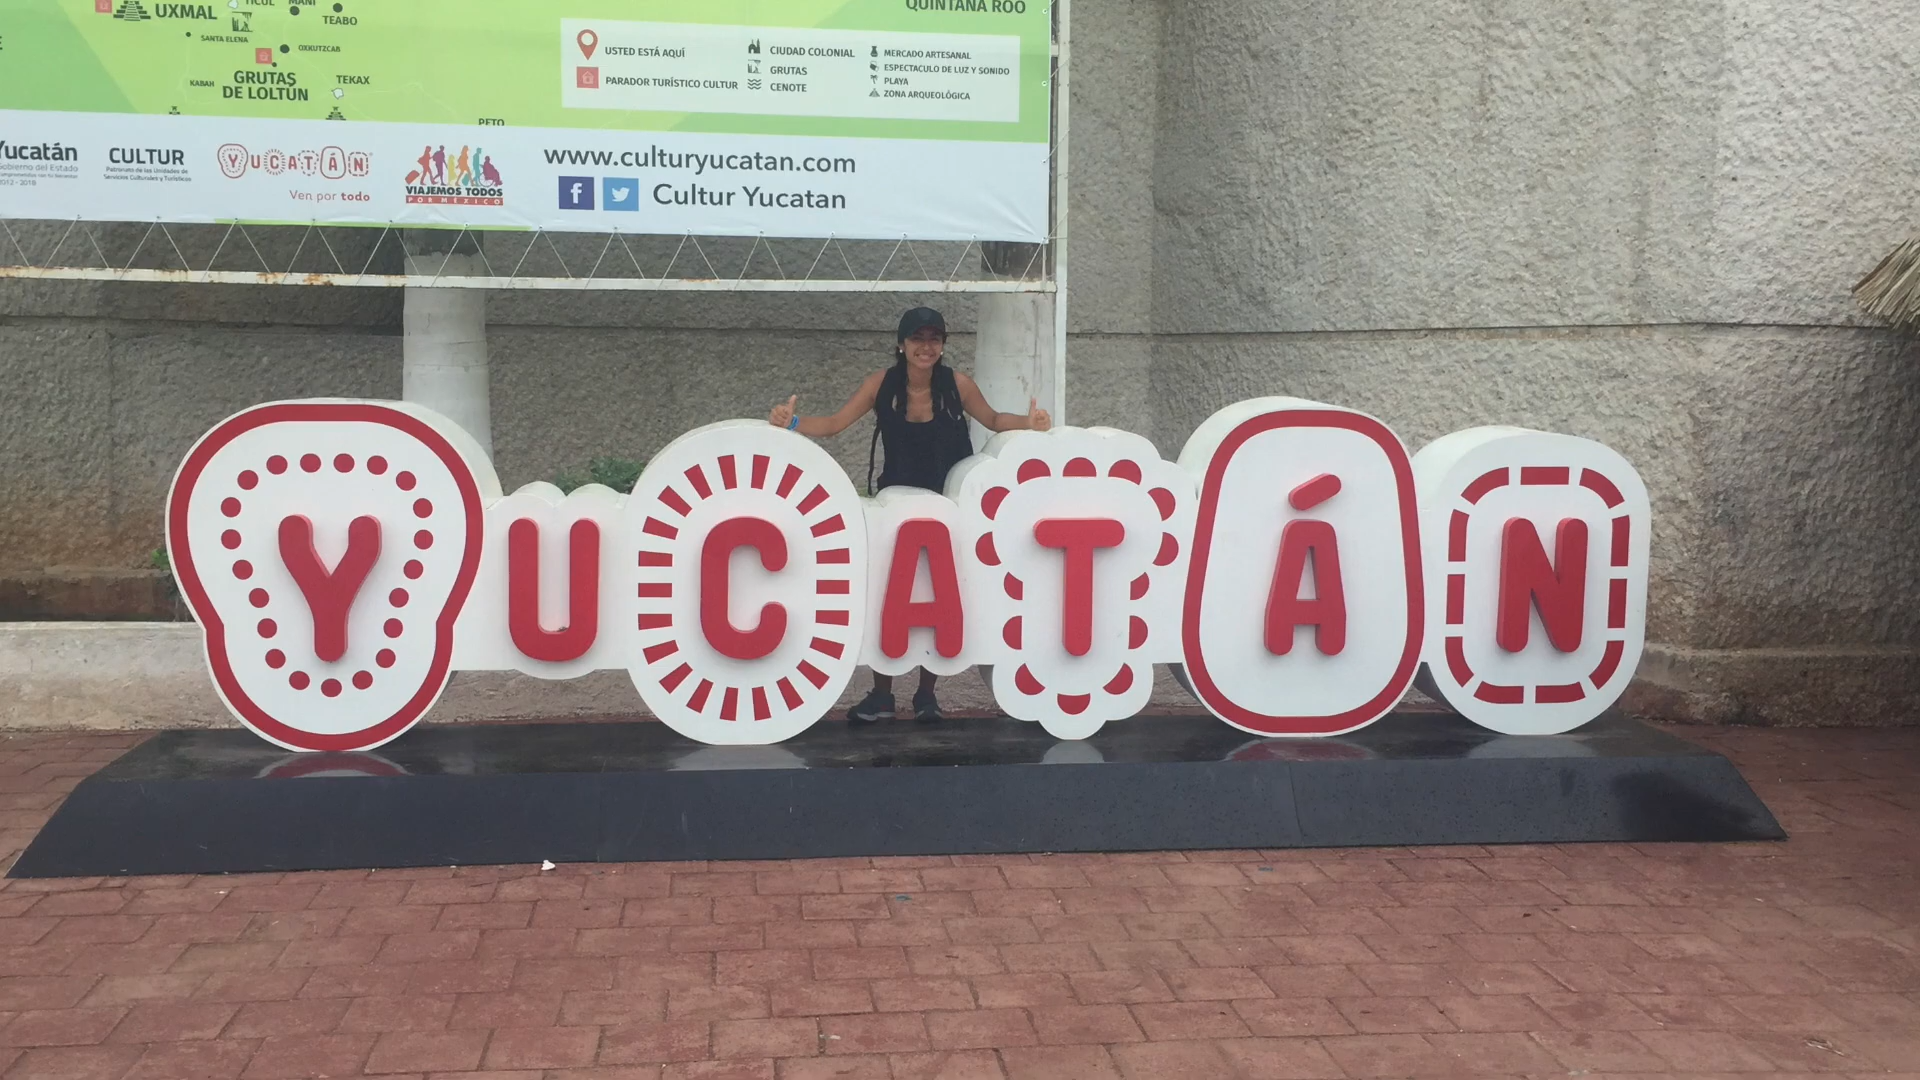 QUINTANA ROO
UXMAL
TICUL
MANÍ
TEABO
SANTA ELENA
OXKUTZCAB
GRUTAS
DE LOLTÚN
KABAH
TEKAX
PETO
USTED ESTÁ AQUÍ
PARADOR TURÍSTICO CULTUR
CIUDAD COLONIAL
GRUTAS
CENOTE
MERCADO ARTESANAL
ESPECTACULO DE LUZ Y SONIDO
PLAYA
ZONA ARQUEOLÓGICA
Yucatán
Gobierno del Estado
2012 - 2018
CULTUR
Patronato de las Unidades de
Servicios Culturales y Turísticos
YUCATÁN
Ven por todo
VIAJEMOS TODOS
POR MÉXICO
www.culturyucatan.com
f Cultur Yucatan
YUCATÁN